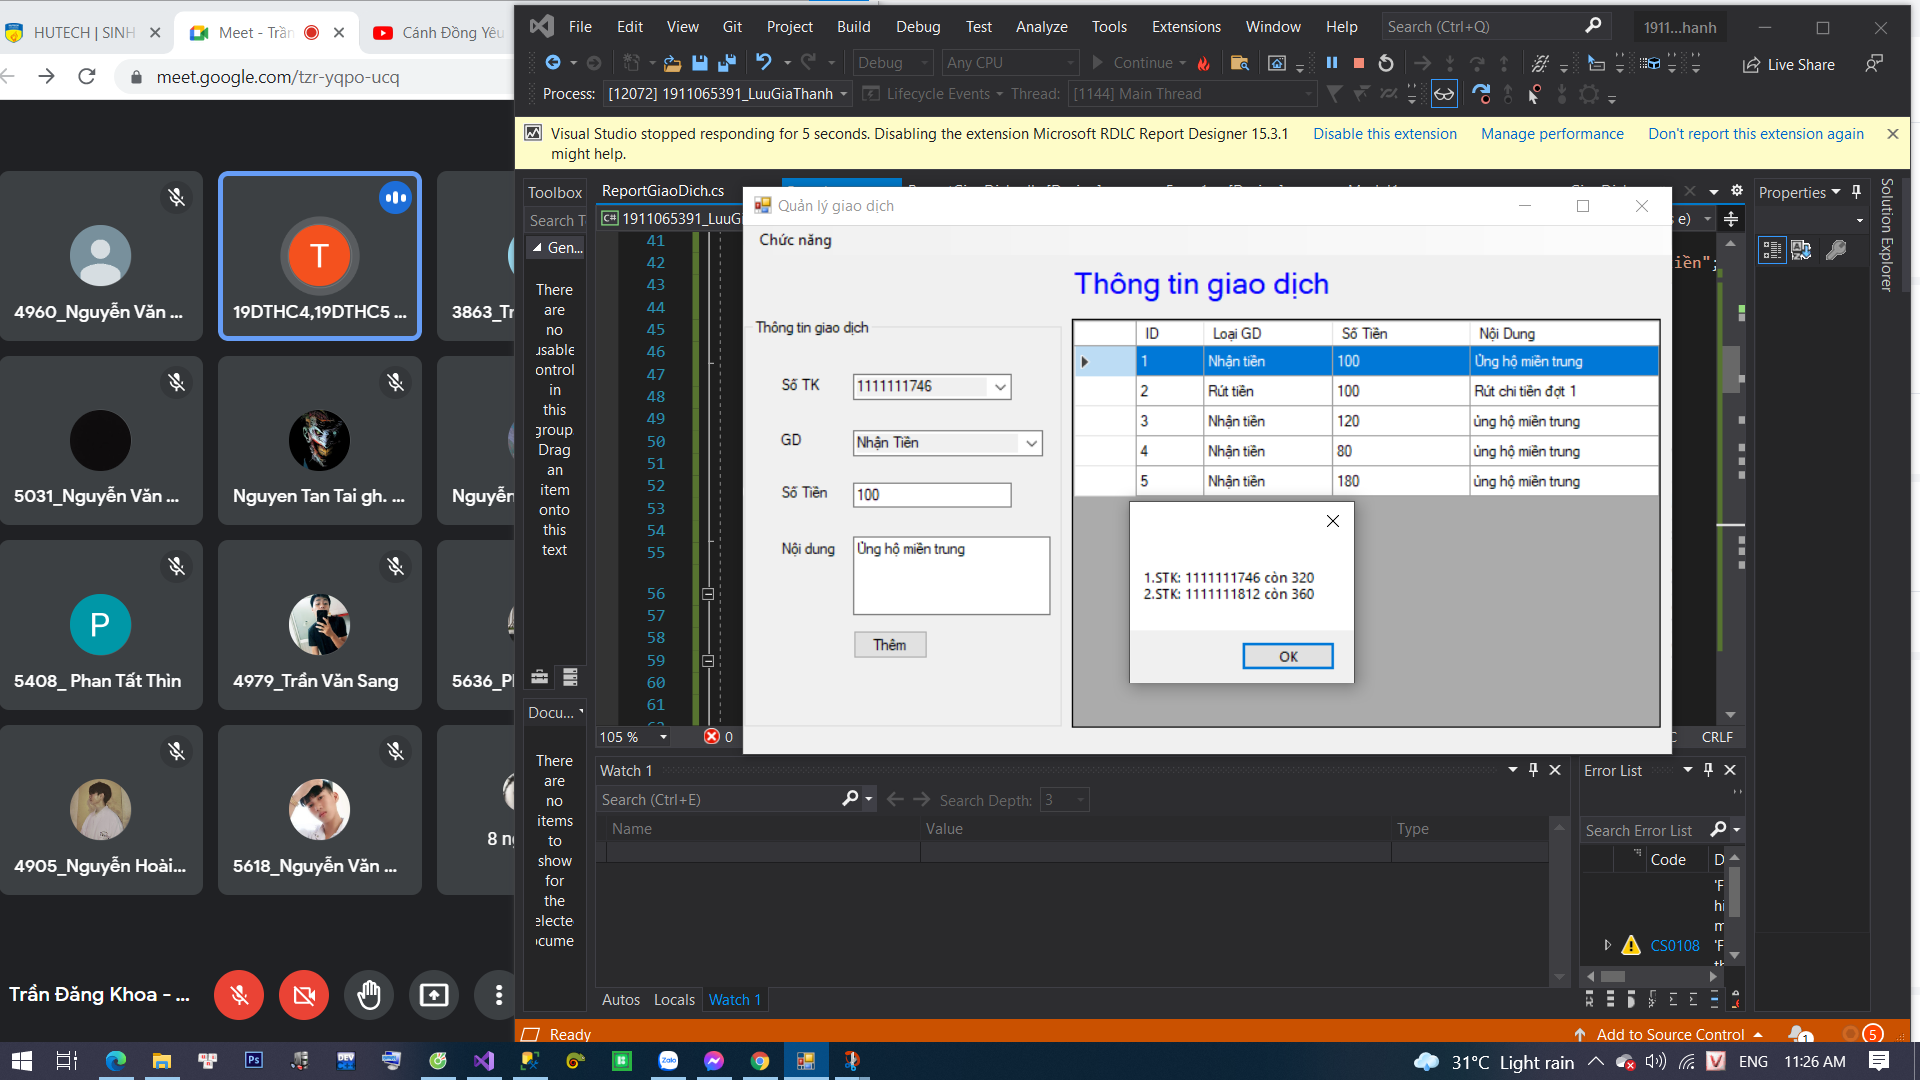 HUTECH | SINH
Meet - Trần
Cánh Đồng Yêu
meet.google.com/tzr-yqpo-ucq
4960_Nguyễn Văn ...
T
19DTHC4,19DTHC5 ...
5031_Nguyễn Văn ...
Nguyen Tan Tai gh. ...
Nguyễn
P
5408_ Phan Tất Thìn
4979_Trần Văn Sang
4905_Nguyễn Hoài...
5618_Nguyễn Văn ...
Trần Đăng Khoa - ...
File Edit View Git Project Build Debug Test Analyze Tools Extensions Window Help Search (Ctrl+Q) 1911...hanh
Debug Any CPU Continue Live Share
Process: [12072] 1911065391_LuuGiaThanh Lifecycle Events Thread: [1144] Main Thread
Visual Studio stopped responding for 5 seconds. Disabling the extension Microsoft RDLC Report Designer 15.3.1 Disable this extension Manage performance Don't report this extension again
might help.
Toolbox
Search T
Gen...
There
are
no
usable
control
in
this
group.
Drag
an
item
onto
this
text
Docu...
There
are
no
items
to
show
for
the
ReportGiaoDich.cs
1911065391_LuuG
41
42
43
44
45
46
47
48
49
50
51
52
53
54
55
56
57
58
59
60
61
105 % 0
CRLF
iền";
Properties
Solution Explorer
Quản lý giao dịch
Chức năng
Thông tin giao dịch
Thông tin giao dịch
Số TK 1111111746
GD Nhận Tiền
Số Tiền 100
Nội dung Ủng hộ miền trung
Thêm
ID Loại GD Số Tiền Nội Dung
1 Nhận tiền 100 Ủng hộ miền trung
2 Rút tiền 100 Rút chi tiền đợt 1
3 Nhận tiền 120 ủng hộ miền trung
4 Nhận tiền 80 ủng hộ miền trung
5 Nhận tiền 180 ủng hộ miền trung
1.STK: 1111111746 còn 320
2.STK: 1111111812 còn 360
OK
Watch 1
Search (Ctrl+E) Search Depth: 3
Name Value Type
Autos Locals Watch 1
Error List
Search Error List
Code D
CS0108
Ready
Add to Source Control 1 5
31°C Light rain ENG 11:26 AM